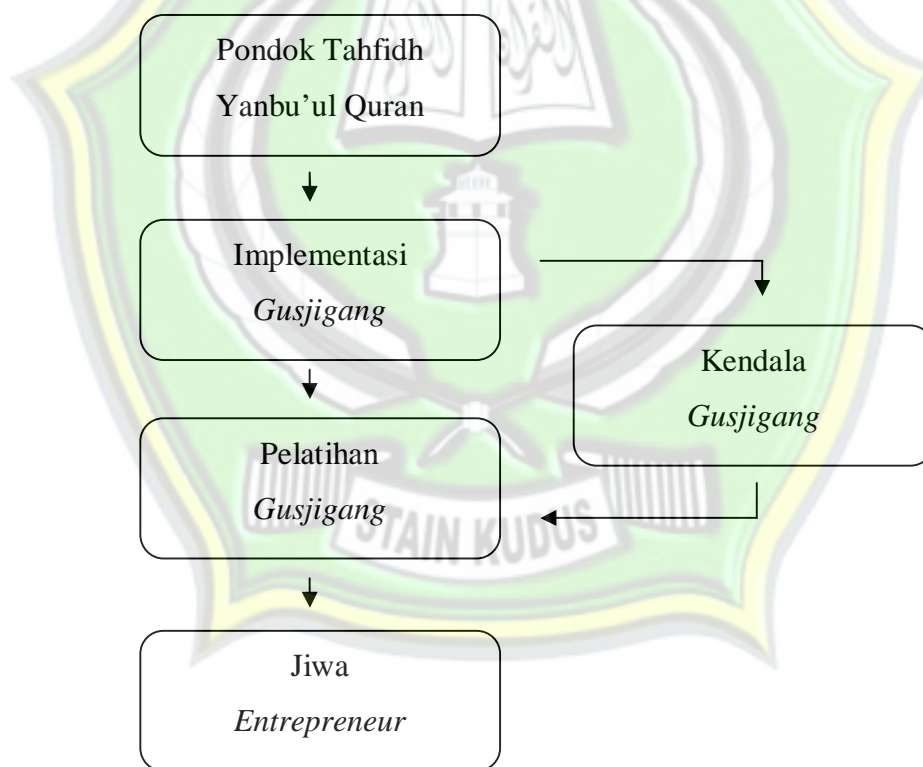 Pondok Tahfidh
Yanbu’ul Quran
Implementasi
Gusjigang
Kendala
Gusjigang
Pelatihan
Gusjigang
STAIN KUDUS
Jiwa
Entrepreneur